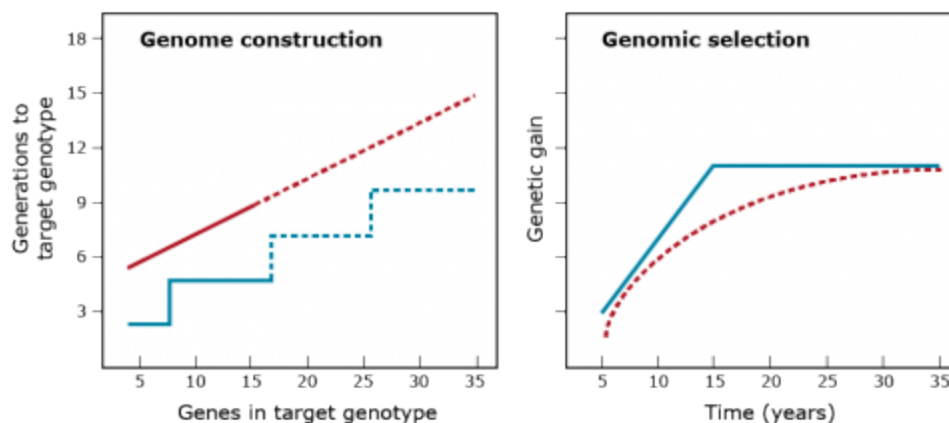 Genome construction
Generations to
target genotype
18
15
12
9
6
3
5 10 15 20 25 30 35
Genes in target genotype
Genomic selection
Genetic gain
5 10 15 20 25 30 35
Time (years)